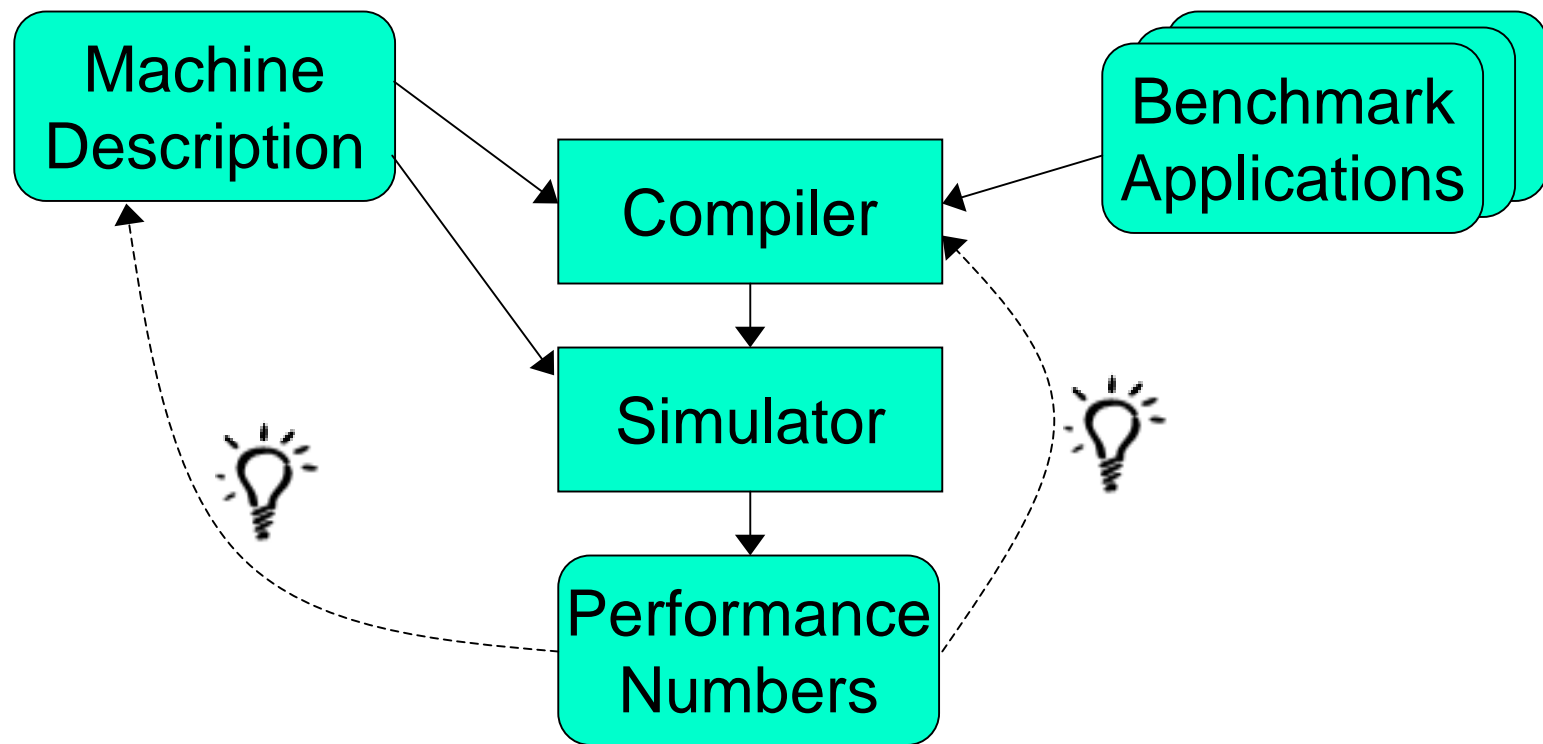 Machine
Description
Benchmark
Applications
Compiler
Simulator
Performance
Numbers